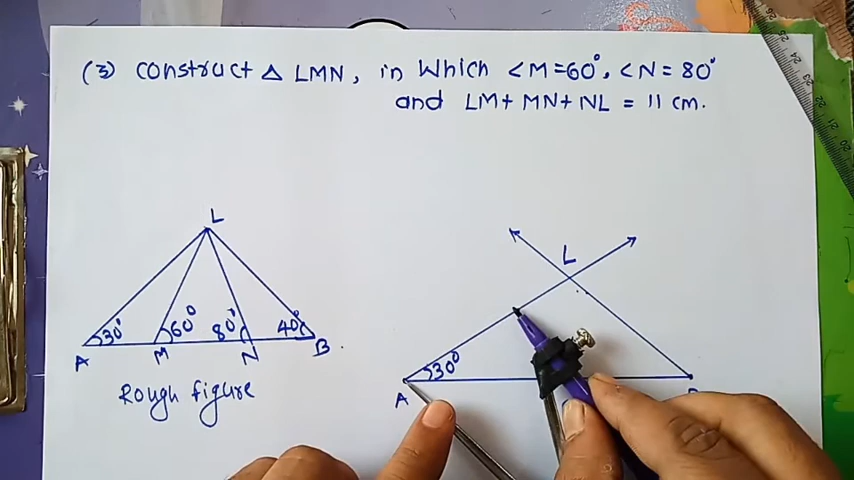 (3) construct △ LMN, in which ∠M=60°, ∠N = 80°
and LM+ MN+ NL = 11 cm.
L
30° 60° 80° 40°
A M N B
Rough figure
L
30°
A